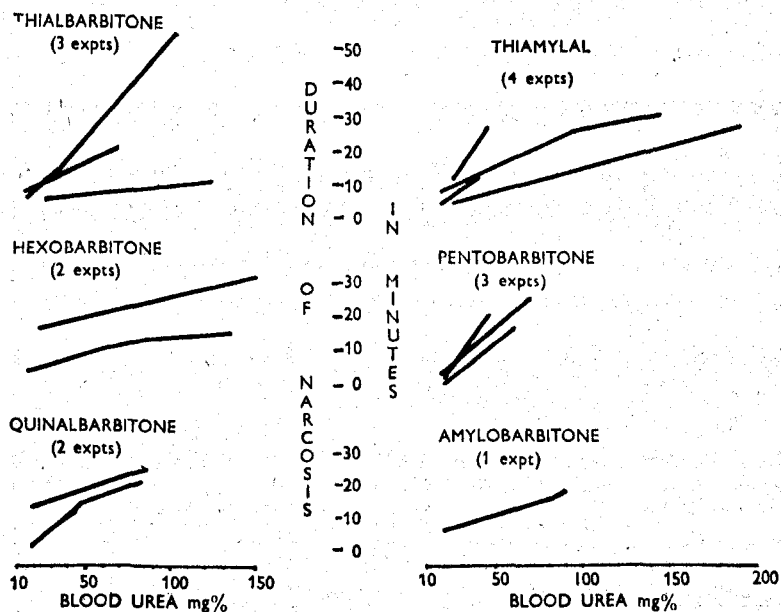 THIALBARBITONE
(3 expts)
THIAMYLAL
(4 expts)
HEXOBARBITONE
(2 expts)
PENTOBARBITONE
(3 expts)
QUINALBARBITONE
(2 expts)
AMYLOBARBITONE
(1 expt)
DURATION OF NARCOSIS
IN MINUTES
-50
-40
-30
-20
-10
-0
-30
-20
-10
-0
-30
-20
-10
-0
10 50 100 150
BLOOD UREA mg%
10 50 100 150 200
BLOOD UREA mg%